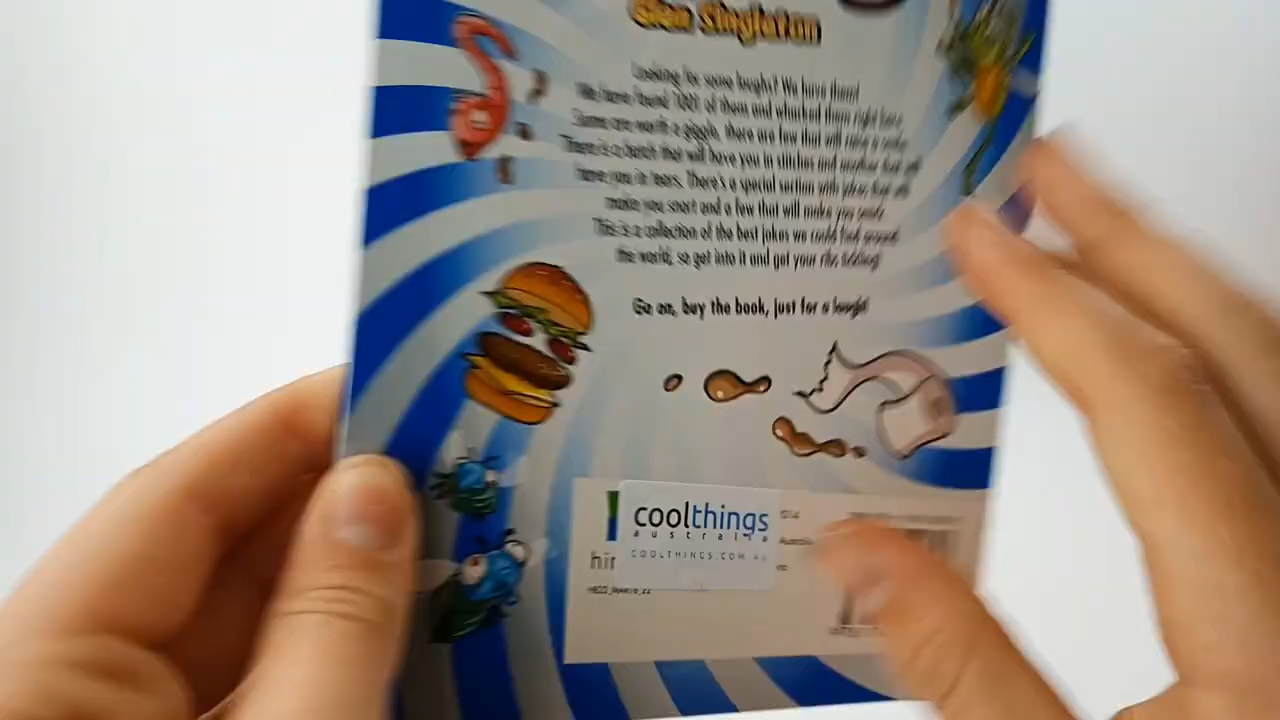 Glen Singleton
Looking for some laughs? We have them!
We have found 1001 of them and whacked them right here.
Some are worth a giggle, there are few that will raise a
There is a batch that will have you in stitches and another that will
have you in tears. There's a special section with jokes that will
make you snort and a few that will make you
This is a collection of the best jokes we could find around
the world, so get into it and get your ribs tickling!
Go on, buy the book, just for a laugh!
coolthings
australia
COOLTHINGS.COM.AU
hin